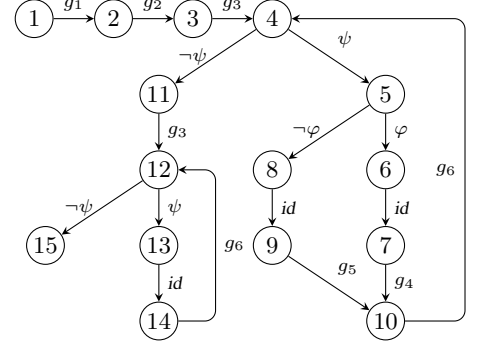 g₁ g₂ g₃
1 2 3 4
¬ψ ψ
11 5
g₃ ¬φ φ g₆
12 8 6
¬ψ ψ id id
15 13 g₆ 9 7
id g₅ g₄
14 10